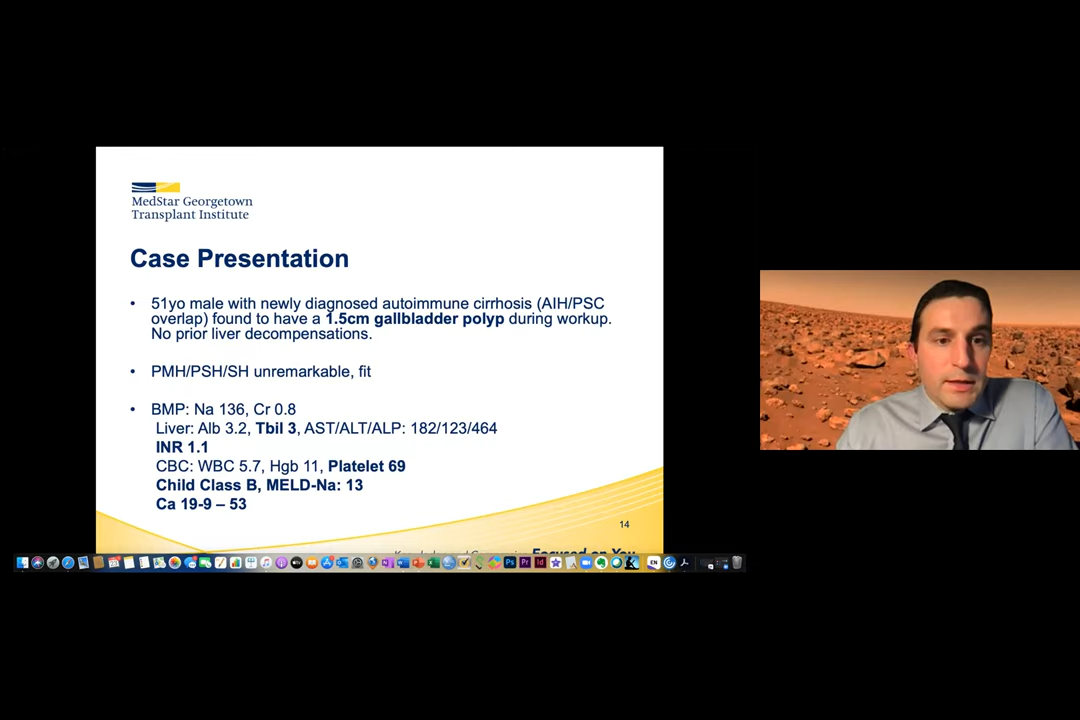 MedStar Georgetown
Transplant Institute
Case Presentation
• 51yo male with newly diagnosed autoimmune cirrhosis (AIH/PSC
overlap) found to have a 1.5cm gallbladder polyp during workup.
No prior liver decompensations.
• PMH/PSH/SH unremarkable, fit
• BMP: Na 136, Cr 0.8
Liver: Alb 3.2, Tbil 3, AST/ALT/ALP: 182/123/464
INR 1.1
CBC: WBC 5.7, Hgb 11, Platelet 69
Child Class B, MELD-Na: 13
Ca 19-9 – 53
14
Focused on You
Ps Pr Id EN